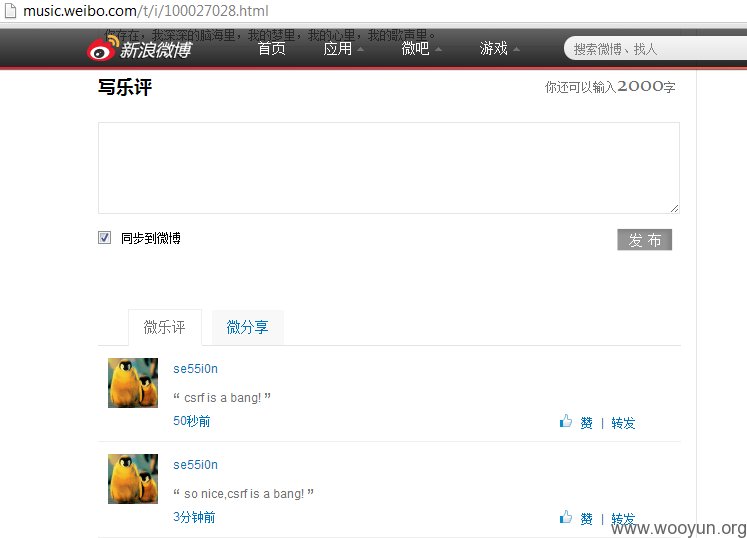 music.weibo.com/t/i/100027028.html
你存在，我深深的脑海里，我的梦里，我的心里，我的歌声里。
新浪微博 首页 应用 微吧 游戏 搜索微博、找人
写乐评 你还可以输入2000字
同步到微博 发 布
微乐评 微分享
se55i0n
“ csrf is a bang! ”
50秒前 赞 | 转发
se55i0n
“ so nice,csrf is a bang! ”
3分钟前 赞 | 转发
www.wooyun.org